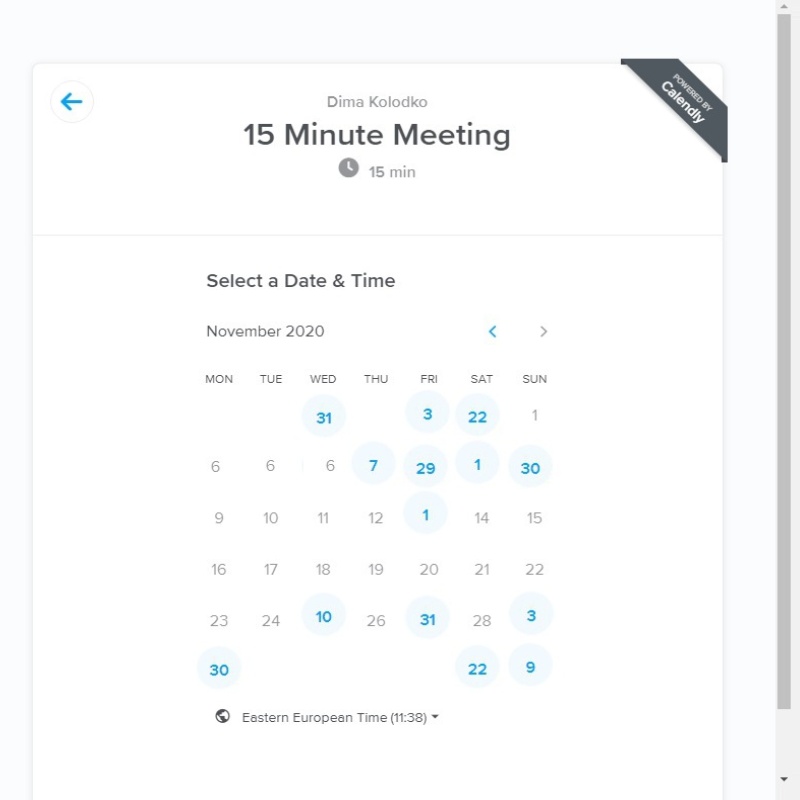 POWERED BY
Calendly
Dima Kolodko
15 Minute Meeting
15 min
Select a Date & Time
November 2020
MON TUE WED THU FRI SAT SUN
31 3 22 1
6 6 6 7 29 1 30
9 10 11 12 1 14 15
16 17 18 19 20 21 22
23 24 10 26 31 28 3
30 22 9
Eastern European Time (11:38)